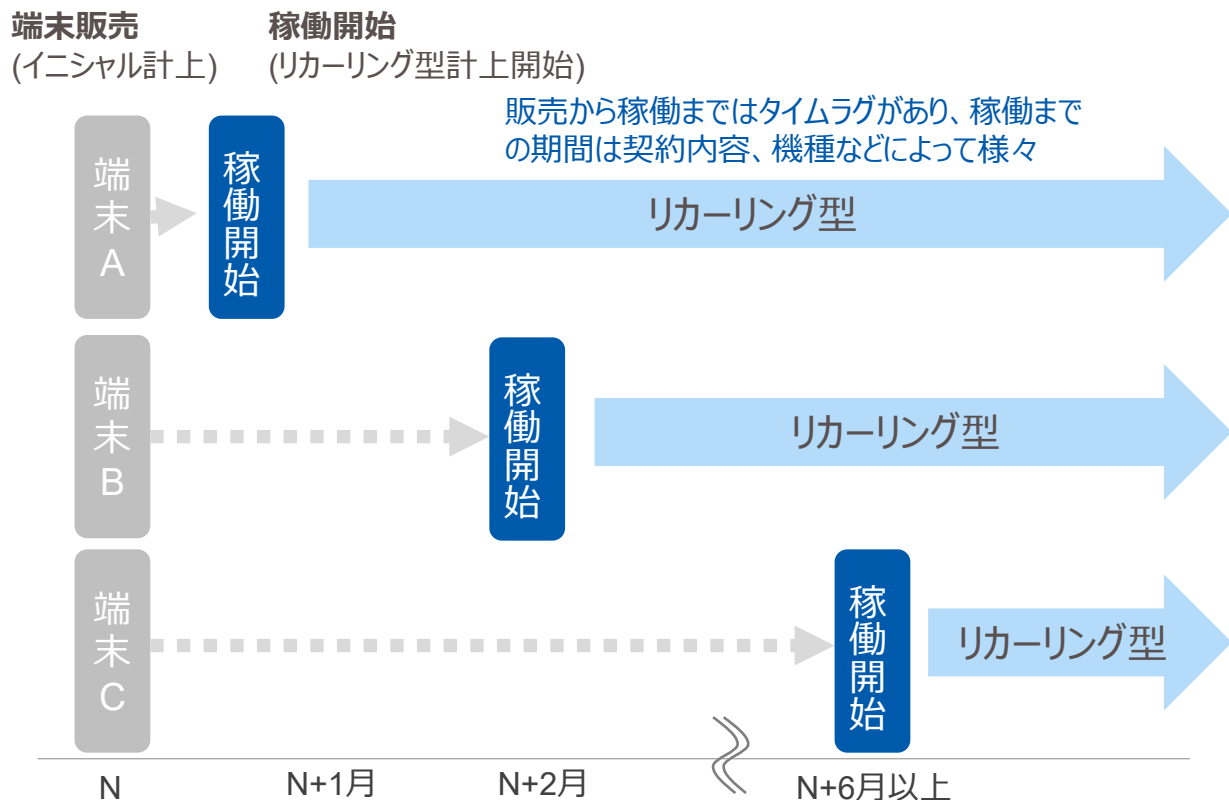 端末販売
(イニシャル計上)
稼働開始
(リカーリング型計上開始)
販売から稼働まではタイムラグがあり、稼働まで
の期間は契約内容、機種などによって様々
端末A
稼働開始
リカーリング型
端末B
稼働開始
リカーリング型
端末C
稼働開始
リカーリング型
N
N+1月
N+2月
N+6月以上